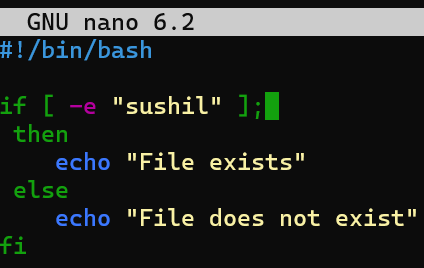 GNU nano 6.2
#!/bin/bash
if [ -e "sushil" ];
then
echo "File exists"
else
echo "File does not exist"
fi